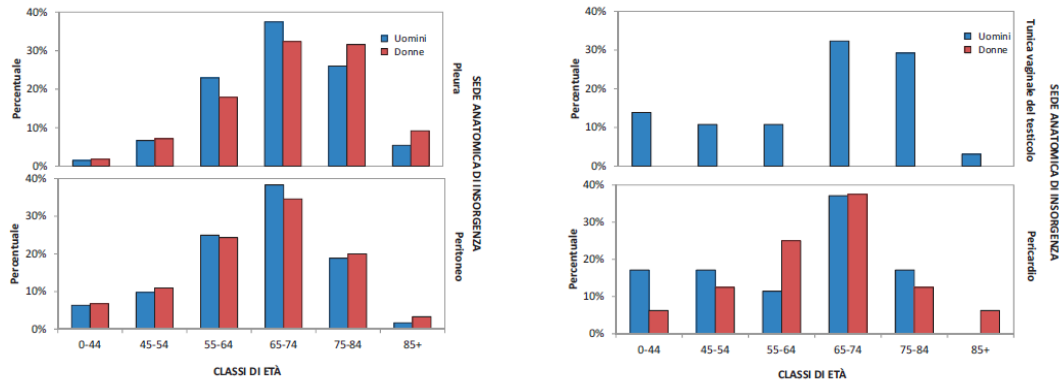 40%
30%
20%
10%
0%
Percentuale
Uomini
Donne
Pleura
40%
30%
20%
10%
0%
Percentuale
Peritoneo
SEDE ANATOMICA DI INSORGENZA
0-44 45-54 55-64 65-74 75-84 85+
CLASSI DI ETÀ
40%
30%
20%
10%
0%
Percentuale
Uomini
Donne
Tunica vaginale del testicolo
40%
30%
20%
10%
0%
Percentuale
Pericardio
SEDE ANATOMICA DI INSORGENZA
0-44 45-54 55-64 65-74 75-84 85+
CLASSI DI ETÀ